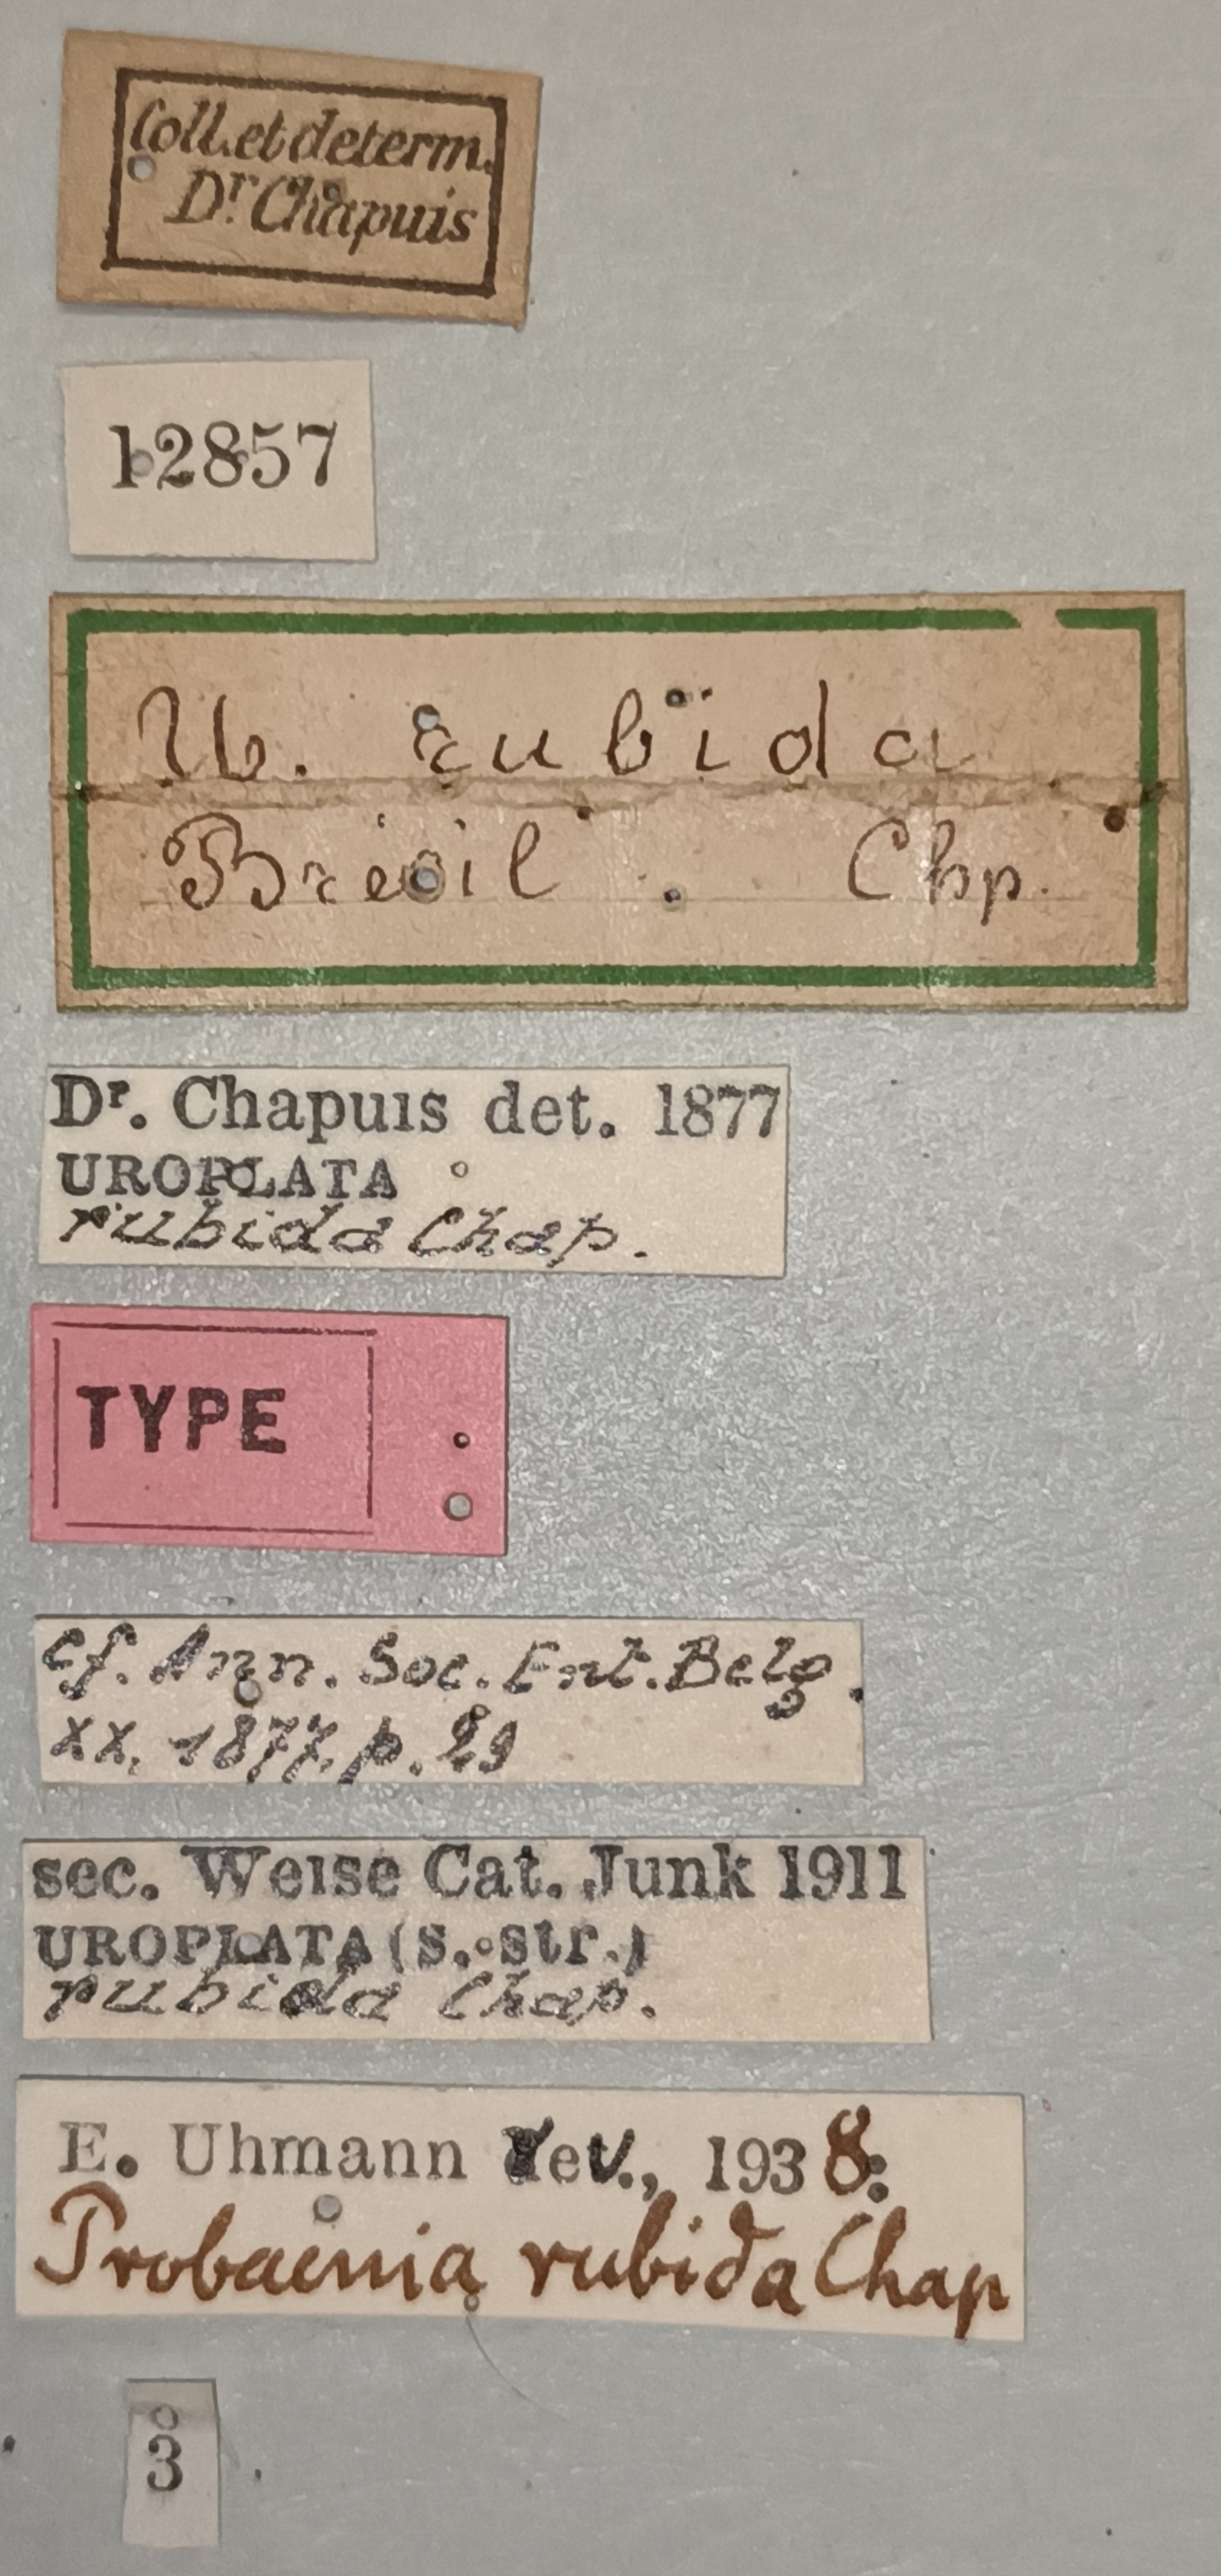 Coll. et determ.
Dr Chapuis
12857
U. rubida
Brésil . Chp.
Dr. Chapuis det. 1877
UROPLATA
rubida Chap.
TYPE
Cf. Ann. Soc. Ent. Belg.
XX, 1877, p. 29
sec. Weise Cat. Junk 1911
UROPLATA (s. str.)
rubida Chap.
E. Uhmann rev., 1938.
Probaenia rubida Chap
3